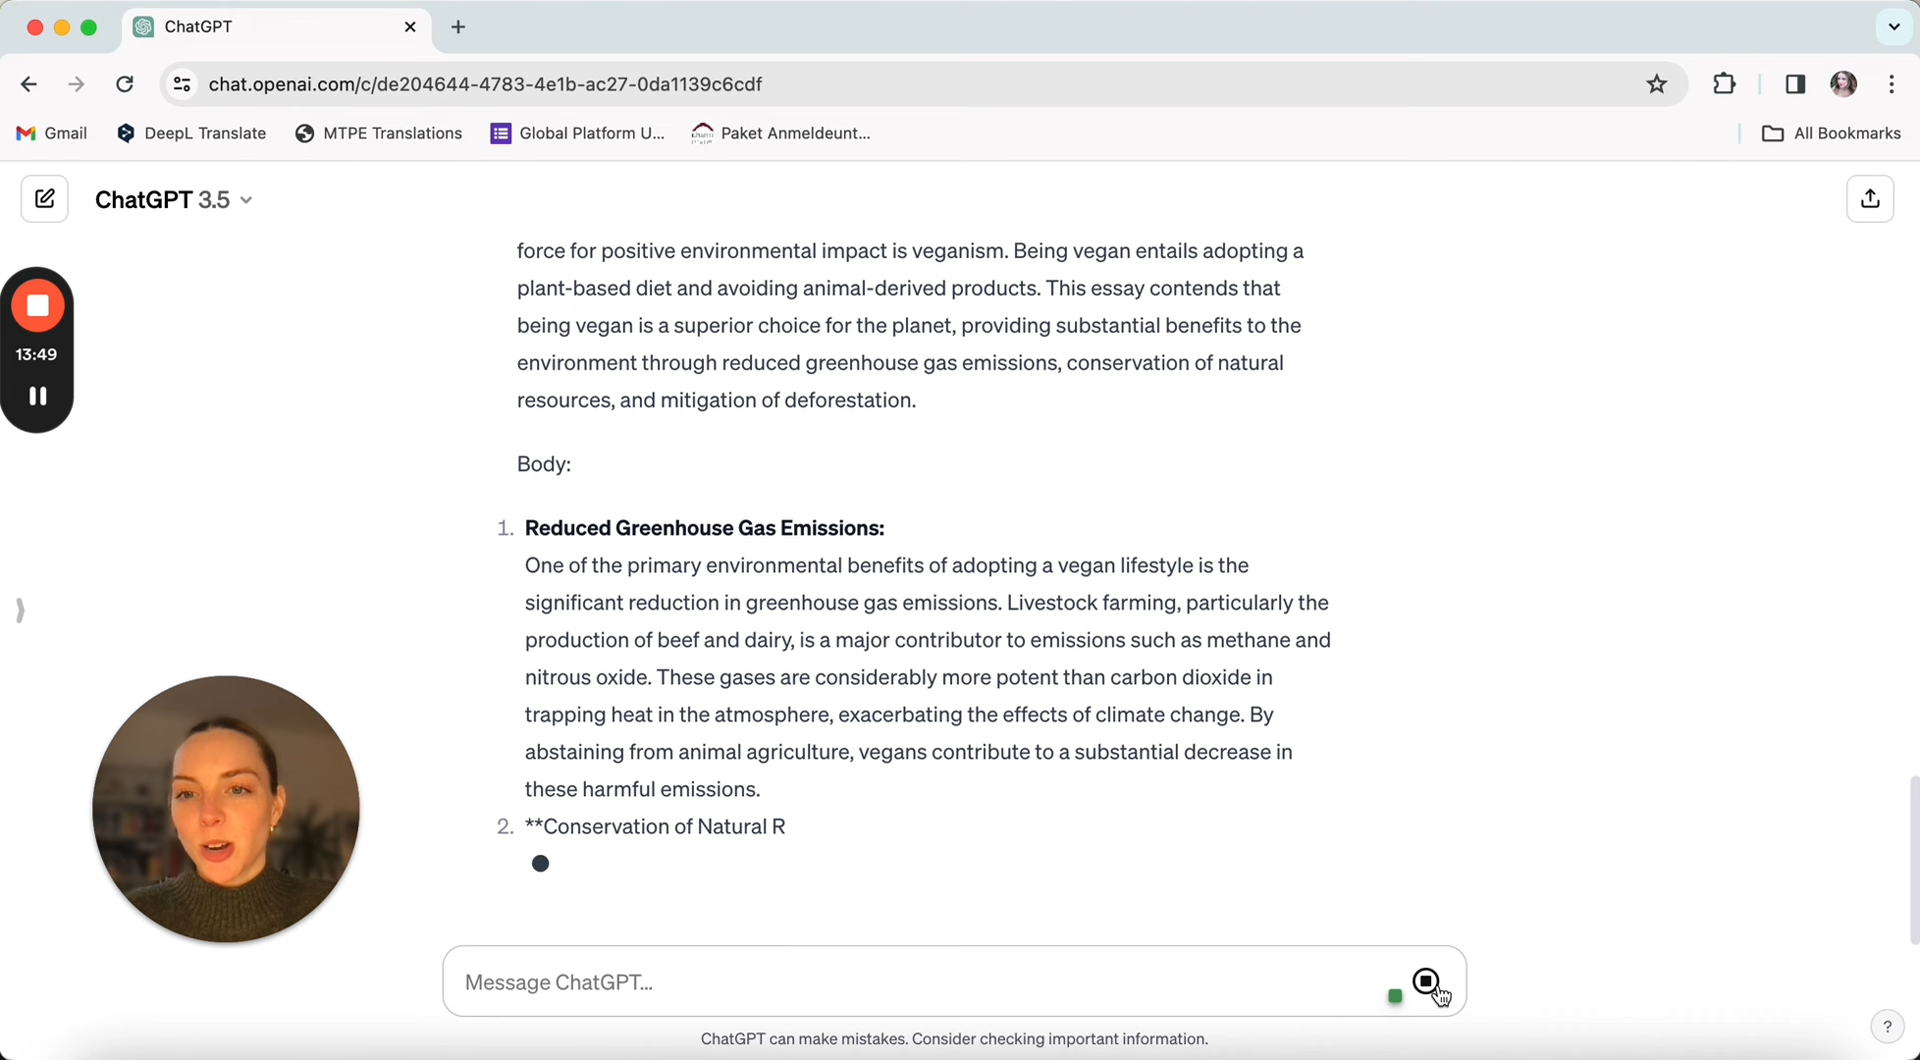 ChatGPT
chat.openai.com/c/de204644-4783-4e1b-ac27-0da1139c6cdf
Gmail
DeepL Translate
MTPE Translations
Global Platform U...
Paket Anmeldeunt...
All Bookmarks
ChatGPT 3.5
force for positive environmental impact is veganism. Being vegan entails adopting a
plant-based diet and avoiding animal-derived products. This essay contends that
being vegan is a superior choice for the planet, providing substantial benefits to the
environment through reduced greenhouse gas emissions, conservation of natural
resources, and mitigation of deforestation.
13:49
Body:
1. Reduced Greenhouse Gas Emissions:
One of the primary environmental benefits of adopting a vegan lifestyle is the
significant reduction in greenhouse gas emissions. Livestock farming, particularly the
production of beef and dairy, is a major contributor to emissions such as methane and
nitrous oxide. These gases are considerably more potent than carbon dioxide in
trapping heat in the atmosphere, exacerbating the effects of climate change. By
abstaining from animal agriculture, vegans contribute to a substantial decrease in
these harmful emissions.
2. **Conservation of Natural R
Message ChatGPT...
ChatGPT can make mistakes. Consider checking important information.
?